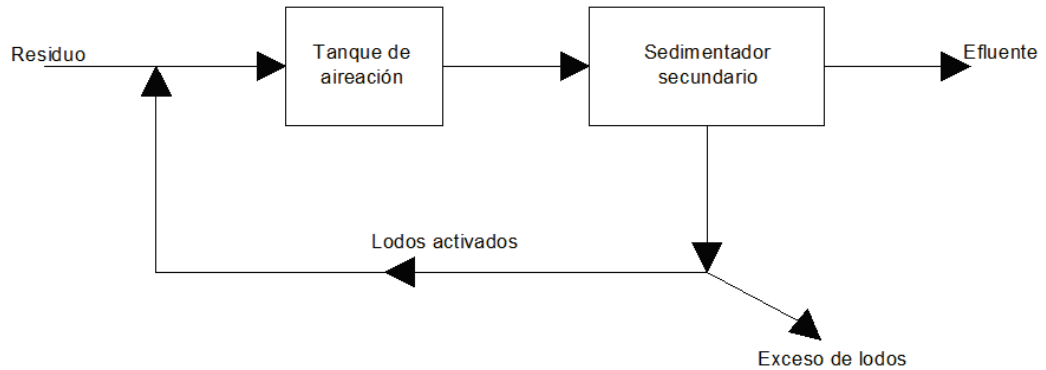 Residuo
Tanque de
aireación
Sedimentador
secundario
Efluente
Lodos activados
Exceso de lodos